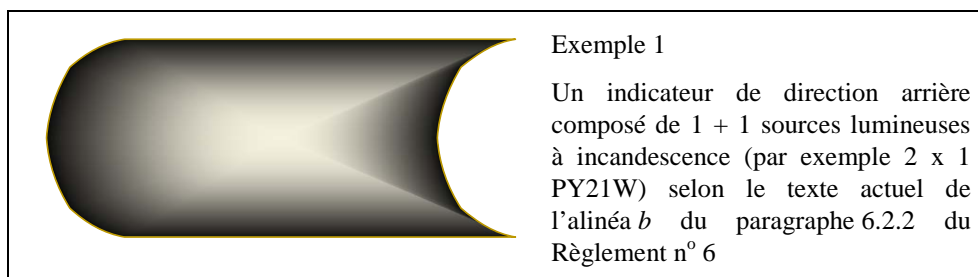 Exemple 1
Un indicateur de direction arrière
composé de 1 + 1 sources lumineuses
à incandescence (par exemple 2 x 1
PY21W) selon le texte actuel de
l’alinéa b du paragraphe 6.2.2 du
Règlement nº 6